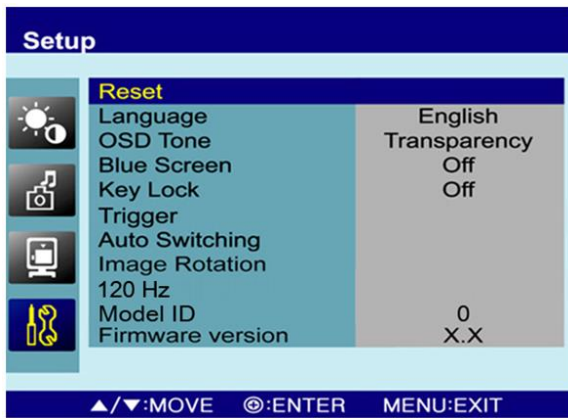 Setup
Reset
Language English
OSD Tone Transparency
Blue Screen Off
Key Lock Off
Trigger
Auto Switching
Image Rotation
120 Hz
Model ID 0
Firmware version X.X
▲/▼:MOVE ⊕:ENTER MENU:EXIT